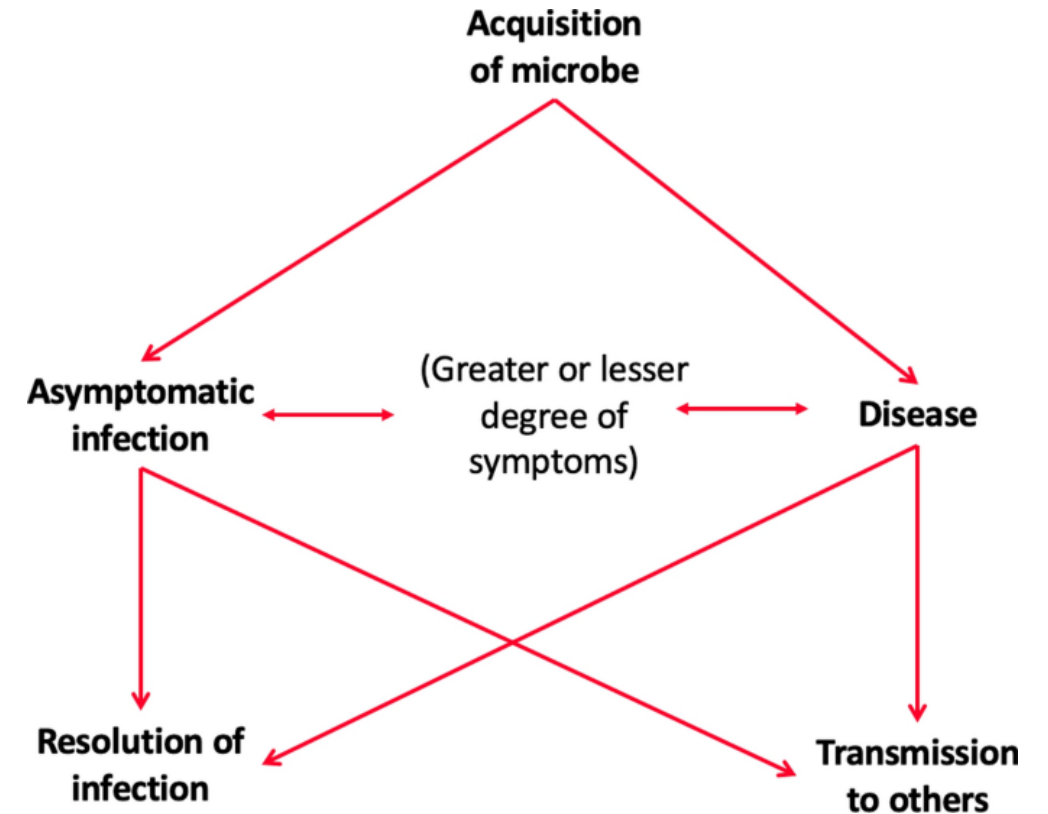 Acquisition
of microbe
Asymptomatic
infection
(Greater or lesser
degree of
symptoms)
Disease
Resolution of
infection
Transmission
to others